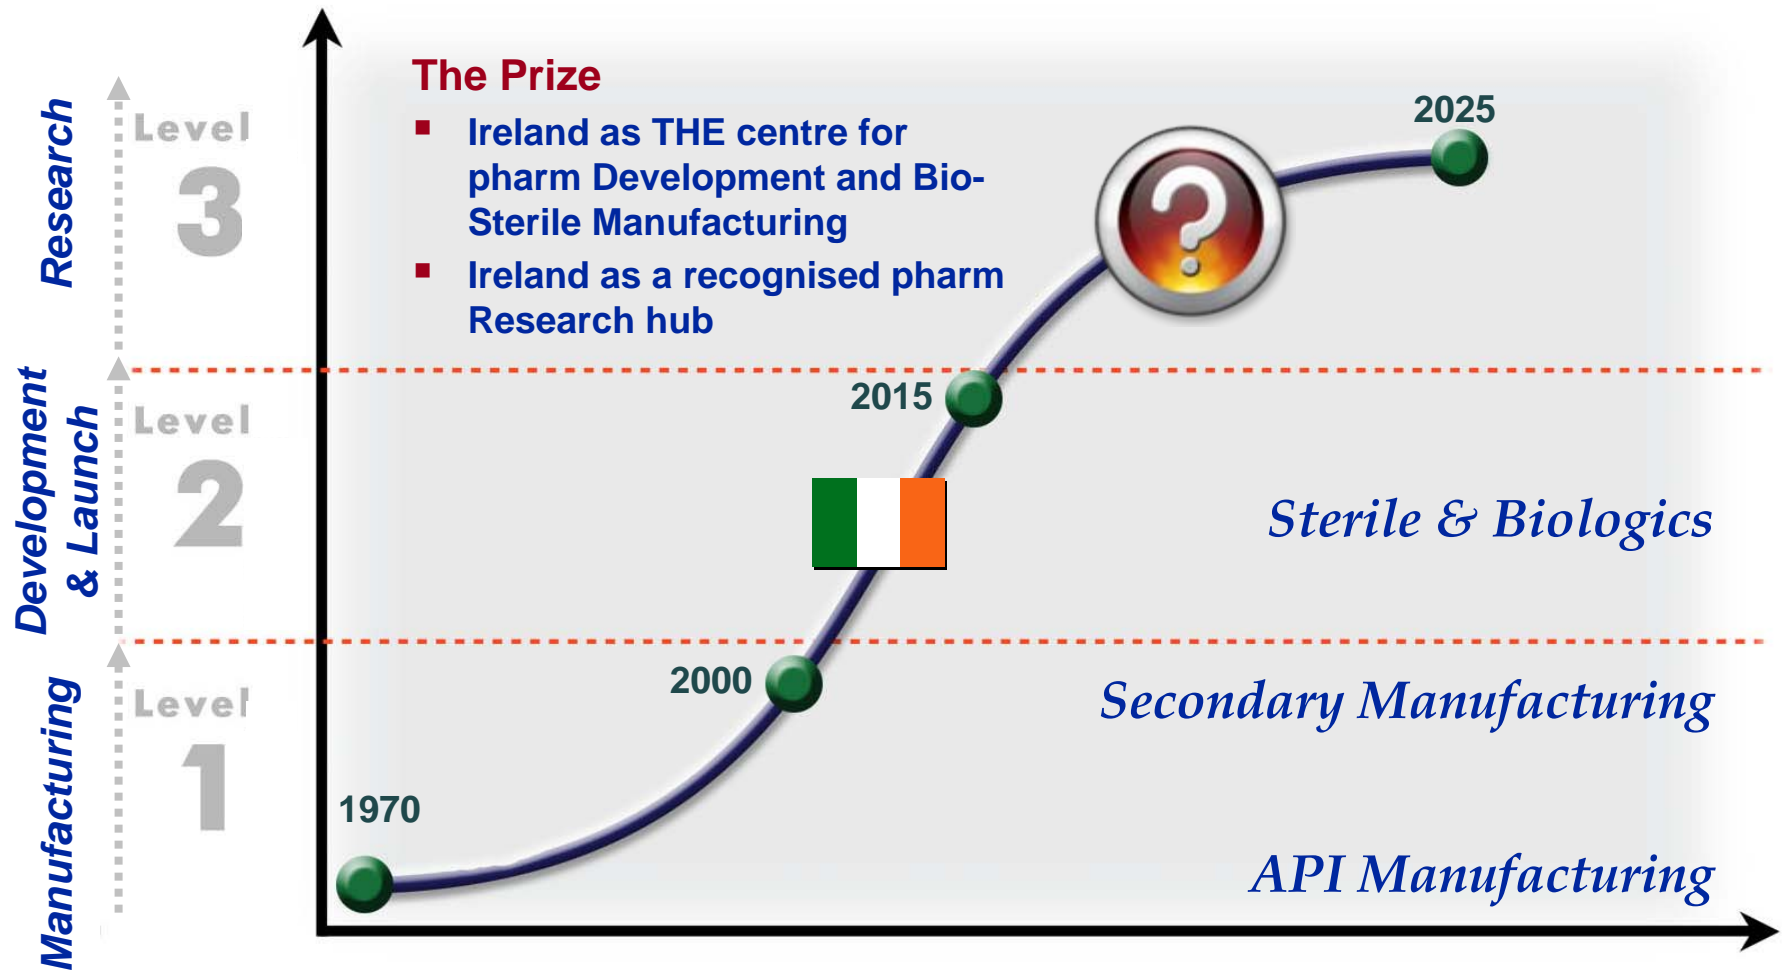 The Prize
Ireland as THE centre for
pharm Development and Bio-
Sterile Manufacturing
Ireland as a recognised pharm
Research hub
2025
Research
Level
3
2015
Development
& Launch
Level
2
Sterile & Biologics
2000
Secondary Manufacturing
Manufacturing
Level
1
1970
API Manufacturing
?